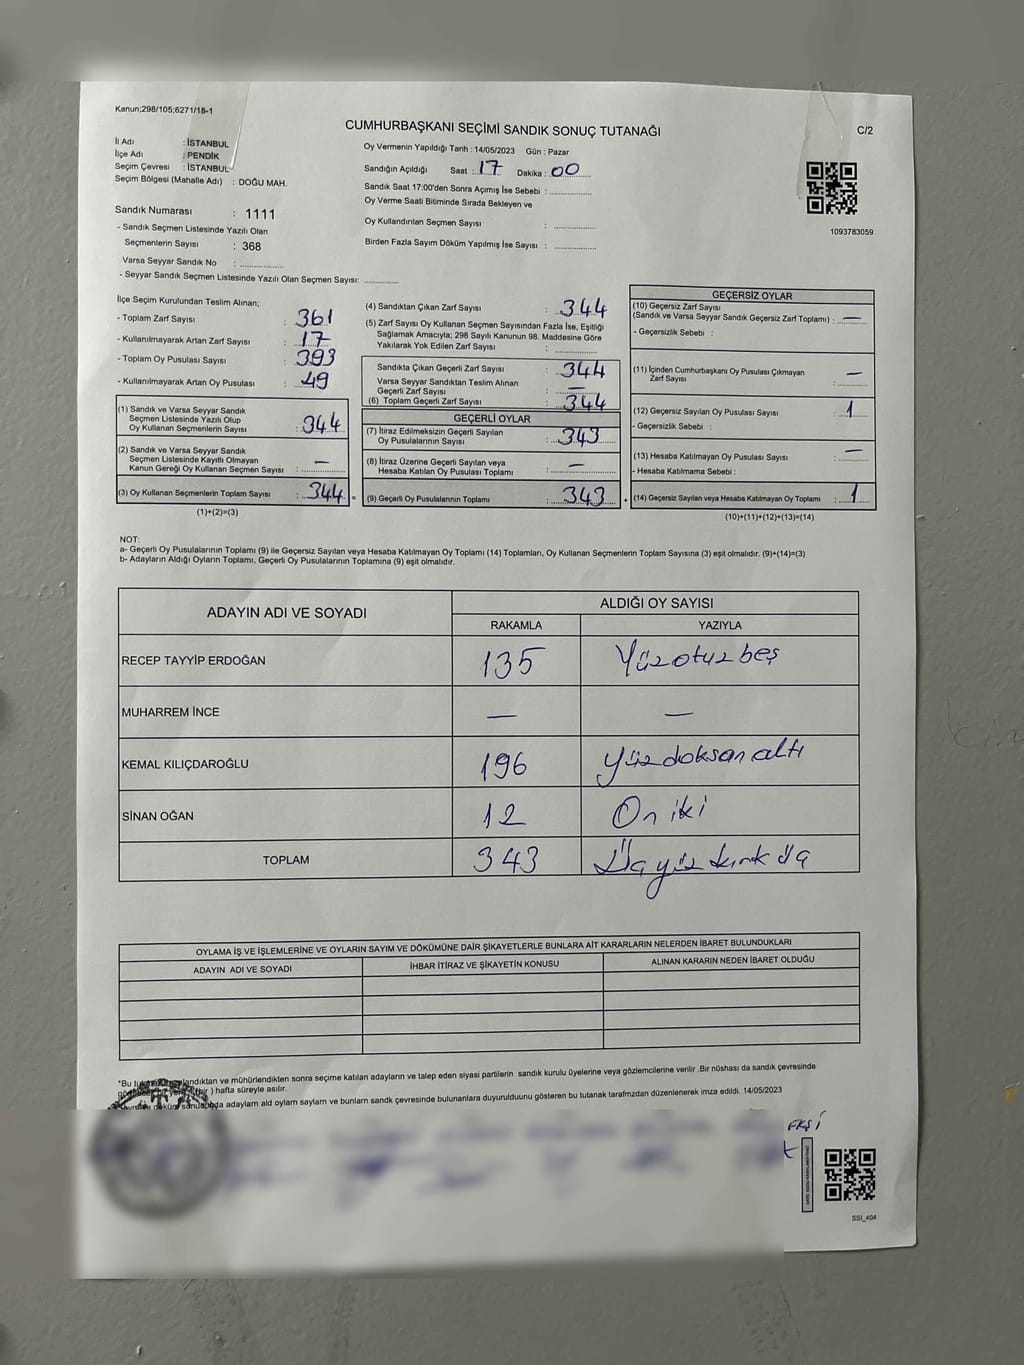 Kanun;298/105;6271/18-1
CUMHURBAŞKANI SEÇİMİ SANDIK SONUÇ TUTANAĞI
C/2
İl Adı : İSTANBUL
İlçe Adı : PENDİK
Seçim Çevresi : İSTANBUL
Seçim Bölgesi (Mahalle Adı) : DOĞU MAH.
Sandık Numarası : 1111
- Sandık Seçmen Listesinde Yazılı Olan
Seçmenlerin Sayısı : 368
Varsa Seyyar Sandık No :
- Seyyar Sandık Seçmen Listesinde Yazılı Olan Seçmen Sayısı:
Oy Vermenin Yapıldığı Tarih : 14/05/2023 Gün : Pazar
Sandığın Açıldığı Saat : 17 Dakika : 00
Sandık Saat 17:00'den Sonra Açımış İse Sebebi :
Oy Verme Saati Bitiminde Sırada Bekleyen ve
Oy Kullandırılan Seçmen Sayısı :
Birden Fazla Sayım Döküm Yapılmış İse Sayısı :
1093783059
İlçe Seçim Kurulundan Teslim Alınan;
- Toplam Zarf Sayısı : 361
- Kullanılmayarak Artan Zarf Sayısı : 17
- Toplam Oy Pusulası Sayısı : 393
- Kullanılmayarak Artan Oy Pusulası : 49
(1) Sandık ve Varsa Seyyar Sandık
Seçmen Listesinde Yazılı Olup
Oy Kullanan Seçmenlerin Sayısı : 344
(2) Sandık ve Varsa Seyyar Sandık
Seçmen Listesinde Kayıtlı Olmayan
Kanun Gereği Oy Kullanan Seçmen Sayısı : —
(3) Oy Kullanan Seçmenlerin Toplam Sayısı : 344 =
(1)+(2)=(3)
(4) Sandıktan Çıkan Zarf Sayısı : 344
(5) Zarf Sayısı Oy Kullanan Seçmen Sayısından Fazla İse, Eşitliği
Sağlamak Amacıyla; 298 Sayılı Kanunun 98. Maddesine Göre
Yakılarak Yok Edilen Zarf Sayısı :
Sandıkta Çıkan Geçerli Zarf Sayısı : 344
Varsa Seyyar Sandıktan Teslim Alınan
Geçerli Zarf Sayısı : —
(6) Toplam Geçerli Zarf Sayısı : 344
GEÇERLİ OYLAR
(7) İtiraz Edilmeksizin Geçerli Sayılan
Oy Pusulalarının Sayısı : 343
(8) İtiraz Üzerine Geçerli Sayılan veya
Hesaba Katılan Oy Pusulası Toplamı : —
(9) Geçerli Oy Pusulalarının Toplamı : 343 +
GEÇERSİZ OYLAR
(10) Geçersiz Zarf Sayısı
(Sandık ve Varsa Seyyar Sandık Geçersiz Zarf Toplamı) : —
- Geçersizlik Sebebi :
(11) İçinden Cumhurbaşkanı Oy Pusulası Çıkmayan
Zarf Sayısı : —
(12) Geçersiz Sayılan Oy Pusulası Sayısı : 1
- Geçersizlik Sebebi :
(13) Hesaba Katılmayan Oy Pusulası Sayısı : —
- Hesaba Katılmama Sebebi :
(14) Geçersiz Sayılan veya Hesaba Katılmayan Oy Toplamı : 1
(10)+(11)+(12)+(13)=(14)
NOT:
a- Geçerli Oy Pusulalarının Toplamı (9) ile Geçersiz Sayılan veya Hesaba Katılmayan Oy Toplamı (14) Toplamları, Oy Kullanan Seçmenlerin Toplam Sayısına (3) eşit olmalıdır. (9)+(14)=(3)
b- Adayların Aldığı Oyların Toplamı, Geçerli Oy Pusulalarının Toplamına (9) eşit olmalıdır.
ADAYIN ADI VE SOYADI
ALDIĞI OY SAYISI
RAKAMLA YAZIYLA
RECEP TAYYİP ERDOĞAN 135 Yüzotuzbeş
MUHARREM İNCE — —
KEMAL KILIÇDAROĞLU 196 Yüzdoksanaltı
SİNAN OĞAN 12 Oniki
TOPLAM 343 Üçyüz kırk üç
OYLAMA İŞ VE İŞLEMLERİNE VE OYLARIN SAYIM VE DÖKÜMÜNE DAİR ŞİKAYETLERLE BUNLARA AİT KARARLARIN NELERDEN İBARET BULUNDUKLARI
ADAYIN ADI VE SOYADI İHBAR İTİRAZ VE ŞİKAYETİN KONUSU ALINAN KARARIN NEDEN İBARET OLDUĞU
*Bu ve mühürlendikten sonra seçime katılan adayların ve talep eden siyasi partilerin sandık kurulu üyelerine veya gözlemcilerine verilir .Bir nüshası da sandık çevresinde
) hafta süreyle asılır.
adaylarn ald oylarn saylarn ve bunlarn sandk çevresinde bulunanlara duyurulduunu gösteren bu tutanak tarafmzdan düzenlenerek imza edildi. 14/05/2023
EKŞİ
SSI_404